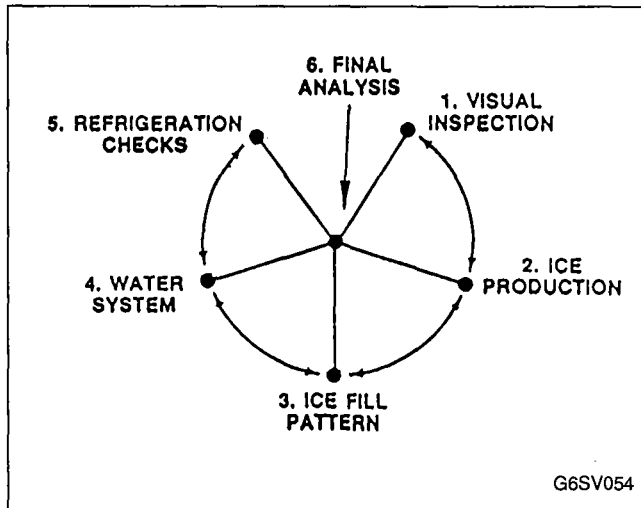 6. FINAL
ANALYSIS
1. VISUAL
INSPECTION
2. ICE
PRODUCTION
3. ICE FILL
PATTERN
4. WATER
SYSTEM
5. REFRIGERATION
CHECKS
G6SV054